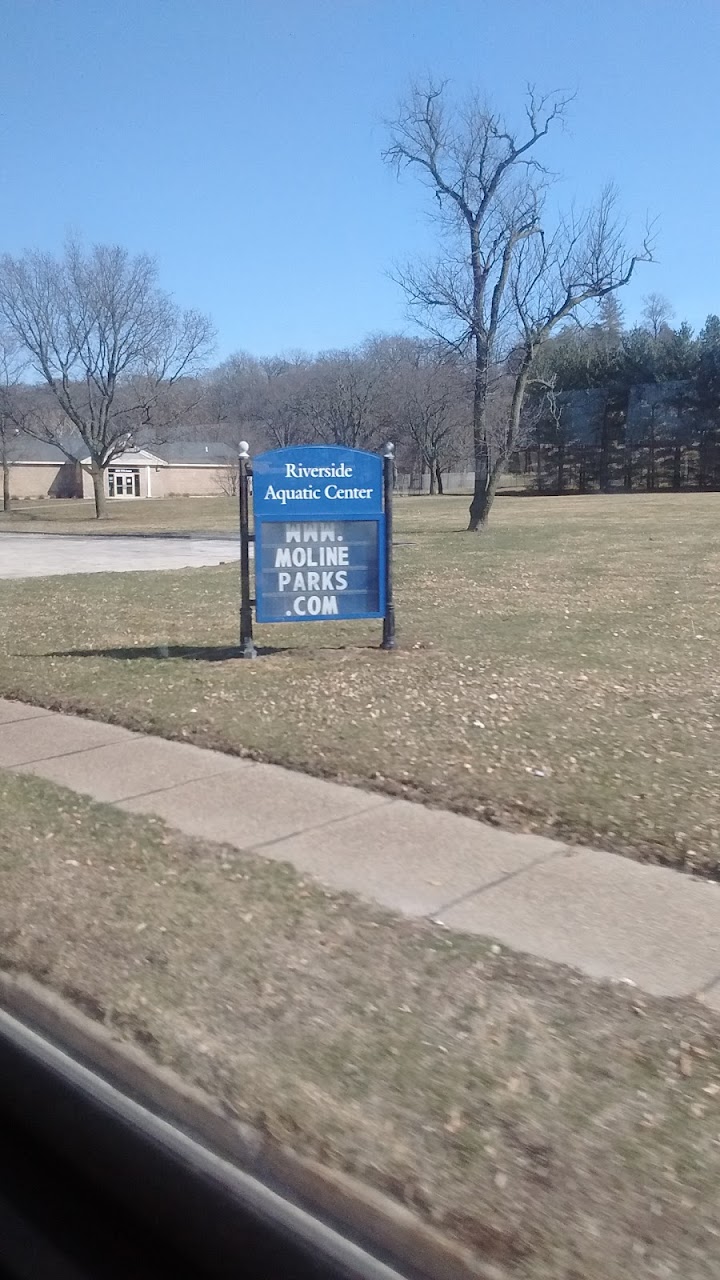 Riverside
Aquatic Center
WWW.
MOLINE
PARKS
.COM